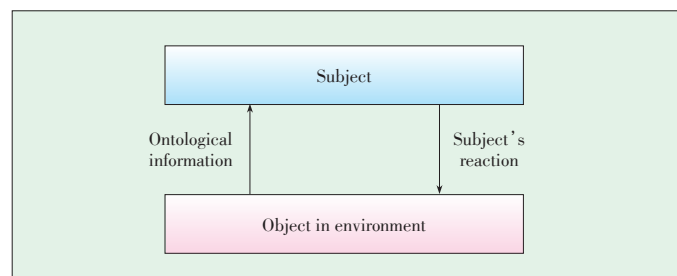 Subject
Ontological
information
Subject's
reaction
Object in environment